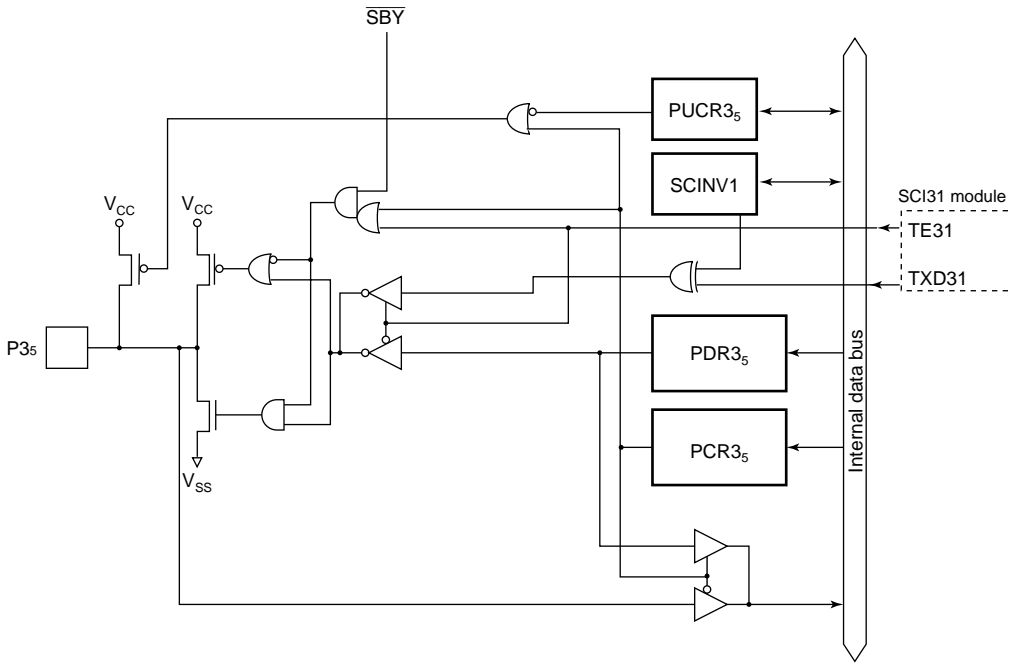 SBY
PUCR3₅
SCINV1
SCI31 module
TE31
TXD31
V_CC
V_CC
P3₅
PDR3₅
PCR3₅
V_SS
Internal data bus